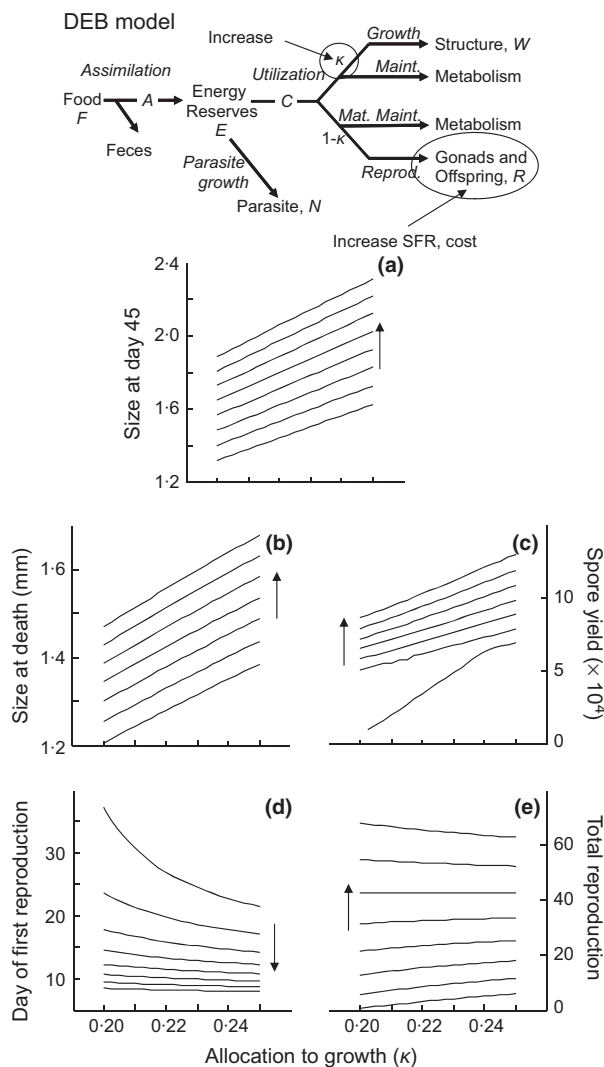 DEB model
Increase
κ
Growth
Structure, W
Assimilation
Utilization
Maint.
Metabolism
Food
F
A
Energy
Reserves
E
C
Mat. Maint.
Metabolism
Feces
1-κ
Parasite
growth
Reprod.
Gonads and
Offspring, R
Parasite, N
Increase SFR, cost
(a)
2·4
2·0
1·6
1·2
Size at day 45
(b)
1·6
1·4
1·2
Size at death (mm)
(c)
10
5
0
Spore yield (× 10⁴)
(d)
30
20
10
Day of first reproduction
0·20
0·22
0·24
(e)
60
40
20
0
Total reproduction
0·20
0·22
0·24
Allocation to growth (κ)